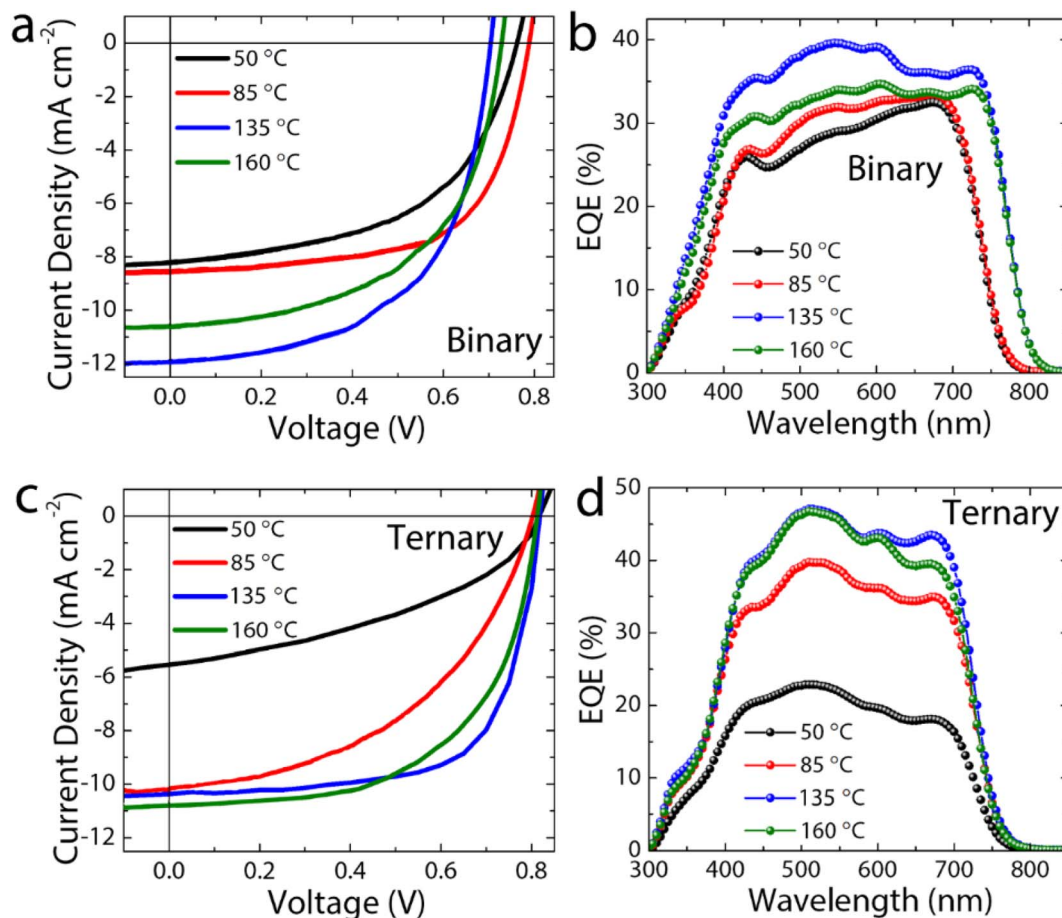 a
Current Density (mA cm-2)
0
-2
-4
-6
-8
-10
-12
50 °C
85 °C
135 °C
160 °C
Binary
0.0 0.2 0.4 0.6 0.8
Voltage (V)
b
EQE (%)
40
30
20
10
0
Binary
50 °C
85 °C
135 °C
160 °C
300 400 500 600 700 800
Wavelength (nm)
c
Current Density (mA cm-2)
0
-2
-4
-6
-8
-10
-12
Ternary
50 °C
85 °C
135 °C
160 °C
0.0 0.2 0.4 0.6 0.8
Voltage (V)
d
EQE (%)
50
40
30
20
10
0
Ternary
50 °C
85 °C
135 °C
160 °C
300 400 500 600 700 800
Wavelength (nm)